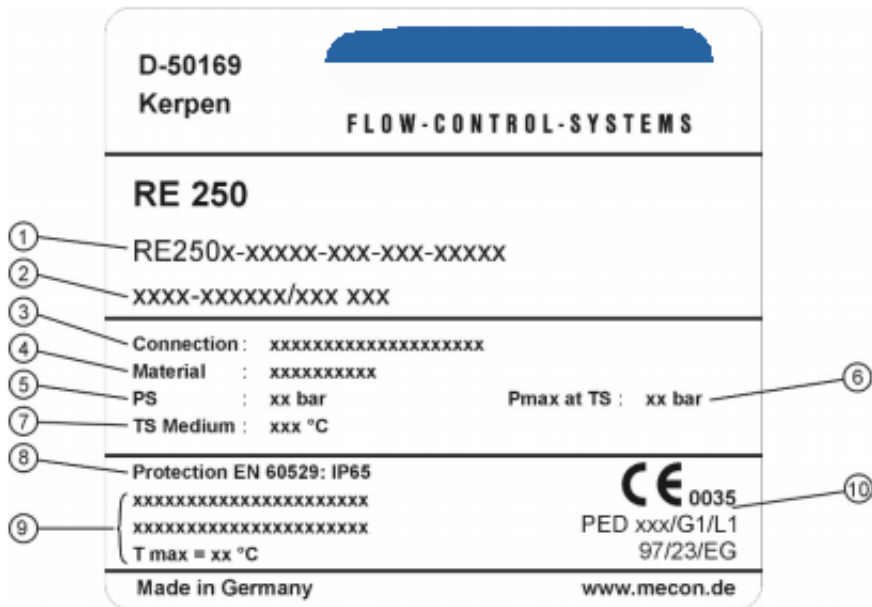 D-50169
Kerpen
FLOW-CONTROL-SYSTEMS
RE 250
1 RE250x-xxxxx-xxx-xxx-xxxxx
2 xxxx-xxxxxx/xxx xxx
3 Connection : xxxxxxxxxxxxxxxxxxxx
4 Material : xxxxxxxxxx
5 PS : xx bar Pmax at TS : xx bar 6
7 TS Medium : xxx °C
8 Protection EN 60529: IP65
xxxxxxxxxxxxxxxxxxxxxx
9 xxxxxxxxxxxxxxxxxxxxxx
T max = xx °C
CE 0035 10
PED xxx/G1/L1
97/23/EG
Made in Germany www.mecon.de